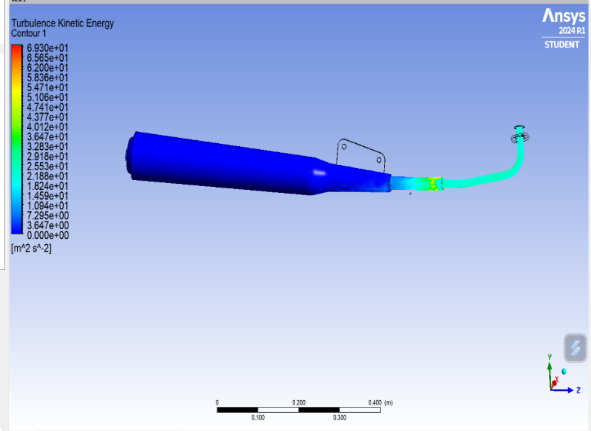 Turbulence Kinetic Energy
Contour 1
6.930e+01
6.565e+01
6.200e+01
5.836e+01
5.471e+01
5.106e+01
4.741e+01
4.377e+01
4.012e+01
3.647e+01
3.283e+01
2.918e+01
2.553e+01
2.188e+01
1.824e+01
1.459e+01
1.094e+01
7.295e+00
3.647e+00
0.000e+00
[m^2 s^-2]
Ansys
2024 R1
STUDENT
Y
X
Z
0 0.200 0.400 (m)
0.100 0.300